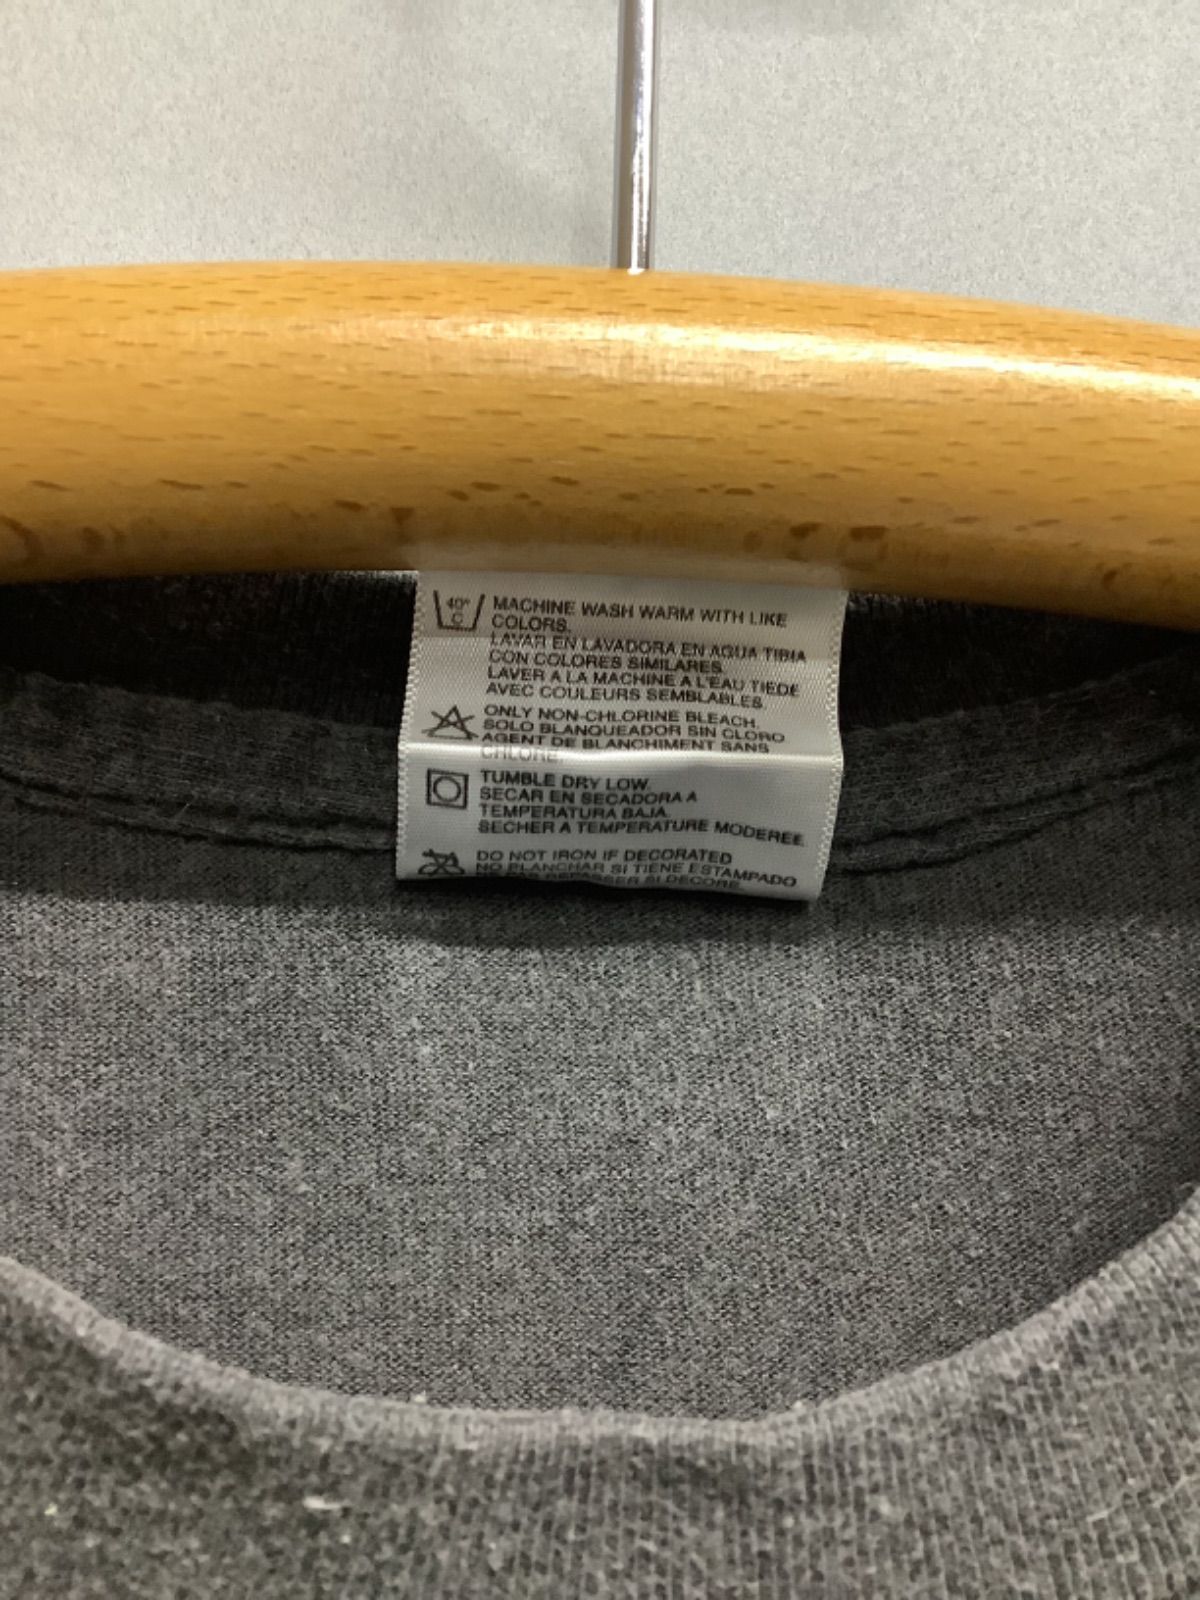 40°
C
MACHINE WASH WARM WITH LIKE
COLORS.
LAVAR EN LAVADORA EN AGUA TIBIA
CON COLORES SIMILARES
LAVER A LA MACHINE A L'EAU TIEDE
AVEC COULEURS SEMBLABLES
ONLY NON-CHLORINE BLEACH.
SOLO BLANQUEADOR SIN CLORO
AGENT DE BLANCHIMENT SANS
CHLORE.
TUMBLE DRY LOW.
SECAR EN SECADORA A
TEMPERATURA BAJA.
SECHER A TEMPERATURE MODEREE
DO NOT IRON IF DECORATED
NO PLANCHAR SI TIENE ESTAMPADO
REPASSER SI DECORE